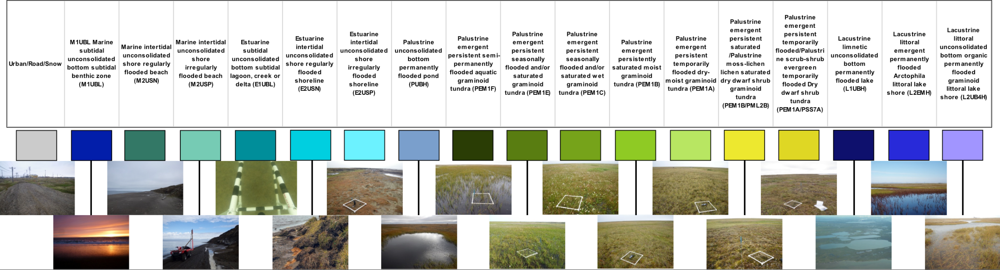 Urban/Road/Snow
M1UBL Marine
subtidal
unconsolidated
bottom subtidal
benthic zone
(M1UBL)
Marine intertidal
unconsolidated
shore regularly
flooded beach
(M2USN)
Marine intertidal
unconsolidated
shore
irregularly
flooded beach
(M2USP)
Estuarine
subtidal
unconsolidated
bottom subtidal
lagoon, creek or
delta (E1UBL)
Estuarine
intertidal
unconsolidated
shore regularly
flooded
shoreline
(E2USN)
Estuarine
intertidal
unconsolidated
shore
irregularly
flooded
shoreline
(E2USP)
Palustrine
unconsolidated
bottom
permanently
flooded pond
(PUBH)
Palustrine
emergent
persistent semi-
permanently
flooded aquatic
graminoid
tundra (PEM1F)
Palustrine
emergent
persistent
seasonally
flooded and/or
saturated
graminoid
tundra (PEM1E)
Palustrine
emergent
persistent
seasonally
flooded and/or
saturated wet
graminoid
tundra (PEM1C)
Palustrine
emergent
persistently
saturated moist
graminoid
tundra (PEM1B)
Palustrine
emergent
persistent
temporarily
flooded dry-
moist graminoid
tundra (PEM1A)
Palustrine
emergent
persistent
saturated
/Palustrine
moss-lichen
lichen saturated
dry dwarf shrub
graminoid
tundra
(PEM1B/PML2B)
Palustrine
emergent
persistent
temporarily
flooded/Palustri
ne scrub-shrub
evergreen
temporarily
flooded Dry
dwarf shrub
tundra
(PEM1A/PSS7A)
Lacustrine
limnetic
unconsolidated
bottom
permanently
flooded lake
(L1UBH)
Lacustrine
littoral
emergent
permanently
flooded
Arctophila
littoral lake
shore (L2EMH)
Lacustrine
littoral
unconsolidated
bottom organic
permanently
flooded
graminoid
littoral lake
shore (L2UB4H)